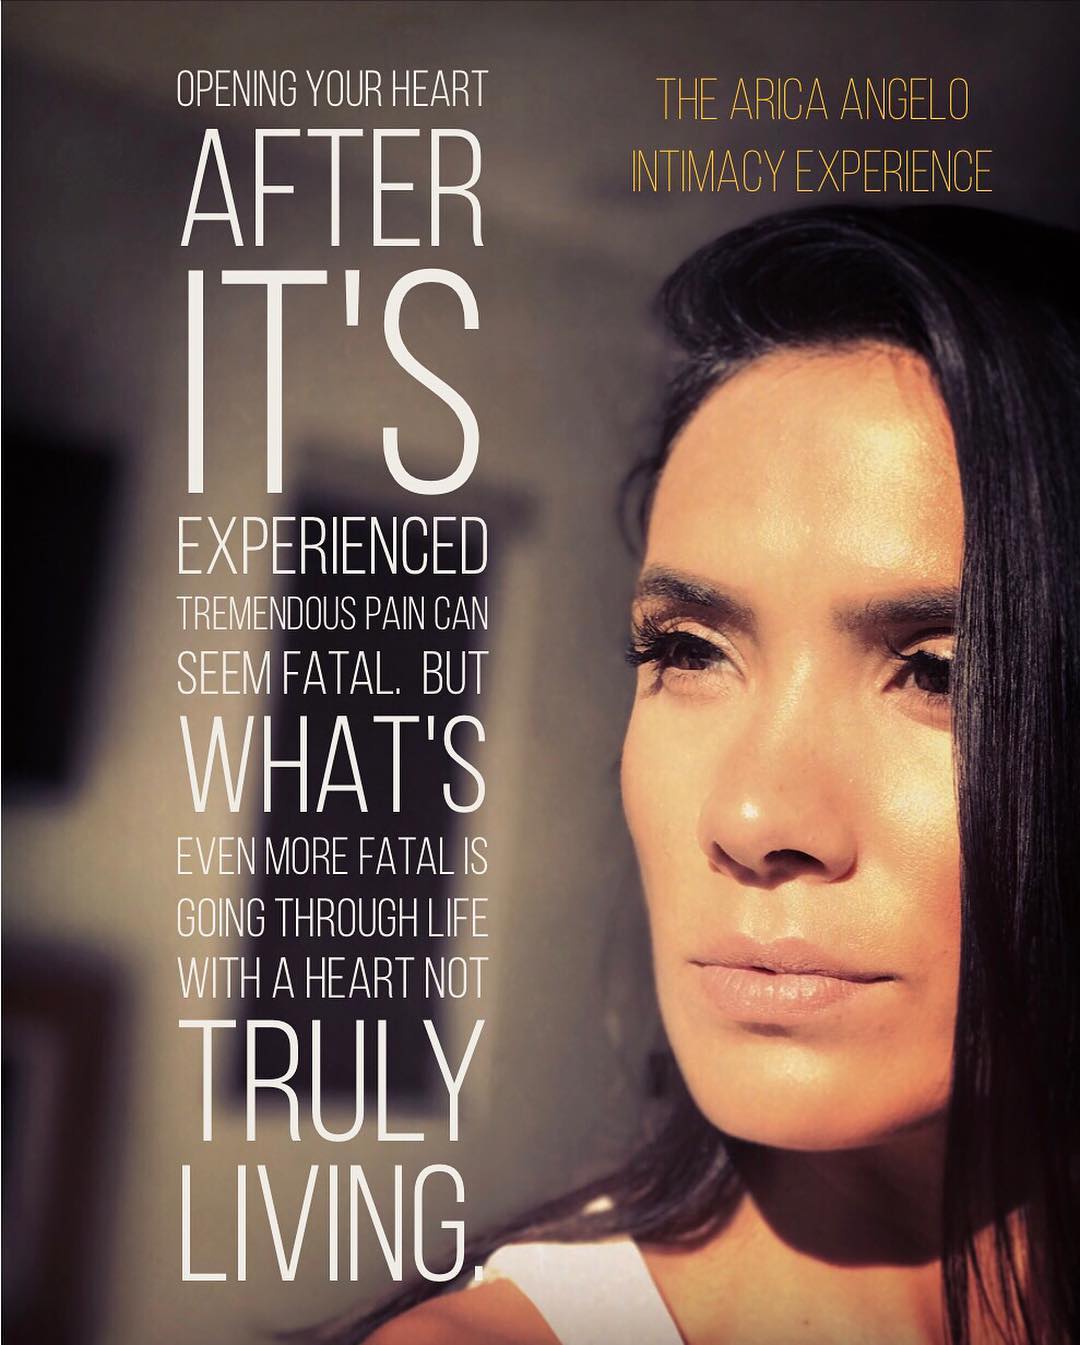 OPENING YOUR HEART
AFTER
IT'S
EXPERIENCED
TREMENDOUS PAIN CAN
SEEM FATAL. BUT
WHAT'S
EVEN MORE FATAL IS
GOING THROUGH LIFE
WITH A HEART NOT
TRULY
LIVING.
THE ARICA ANGELO
INTIMACY EXPERIENCE